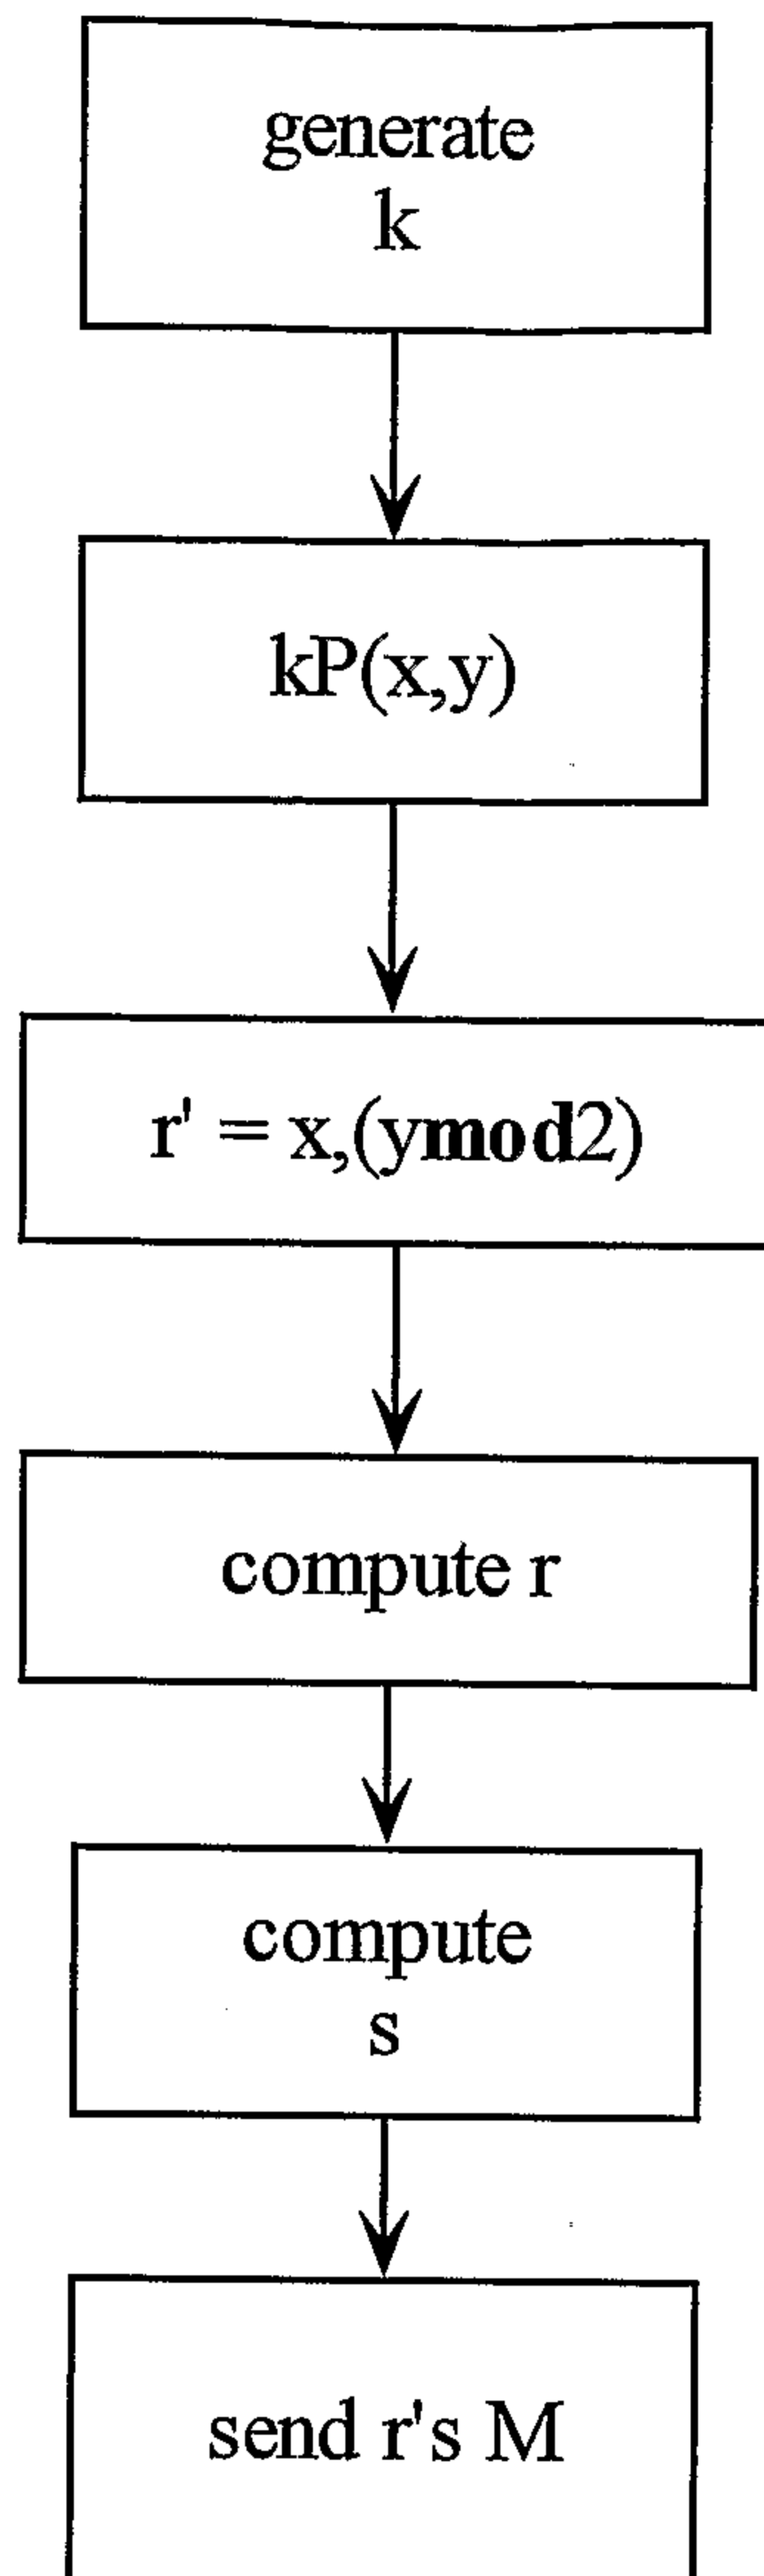 generate
k
kP(x,y)
r' = x,(ymod2)
compute r
compute
s
send r's M